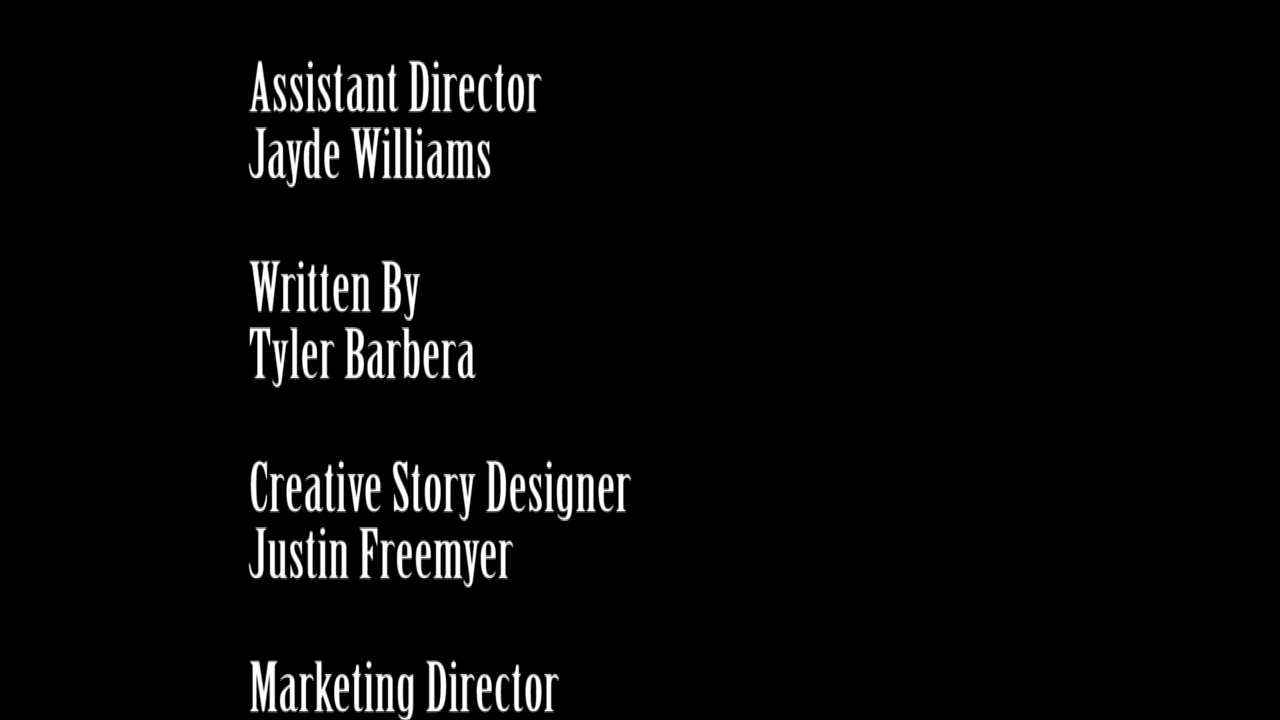 Assistant Director
Jayde Williams
Written By
Tyler Barbera
Creative Story Designer
Justin Freemyer
Marketing Director